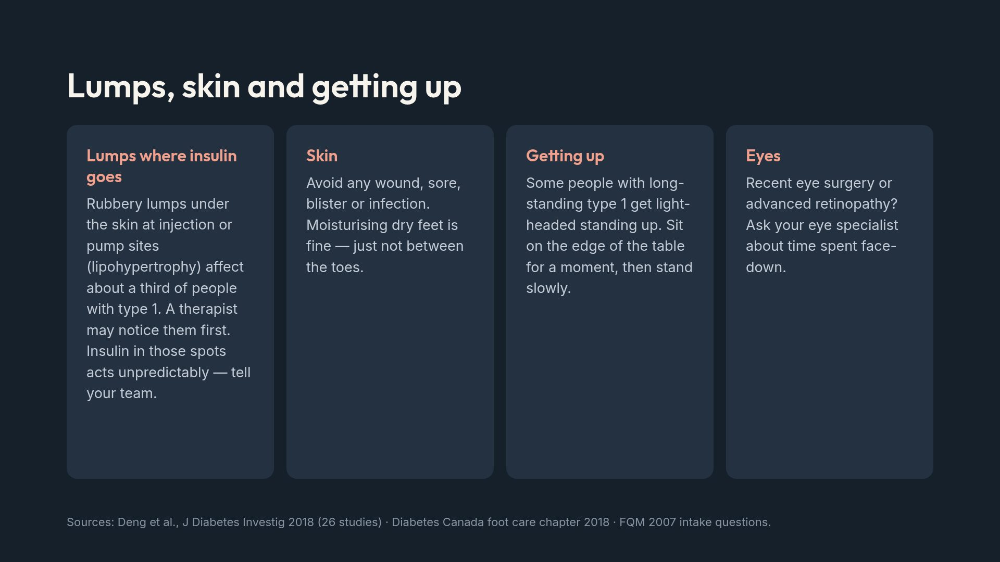 Lumps, skin and getting up
Lumps where insulin
goes
Rubbery lumps under
the skin at injection or
pump sites
(lipohypertrophy) affect
about a third of people
with type 1. A therapist
may notice them first.
Insulin in those spots
acts unpredictably — tell
your team.
Skin
Avoid any wound, sore,
blister or infection.
Moisturising dry feet is
fine — just not between
the toes.
Getting up
Some people with long-
standing type 1 get light-
headed standing up. Sit
on the edge of the table
for a moment, then stand
slowly.
Eyes
Recent eye surgery or
advanced retinopathy?
Ask your eye specialist
about time spent face-
down.
Sources: Deng et al., J Diabetes Investig 2018 (26 studies) · Diabetes Canada foot care chapter 2018 · FQM 2007 intake questions.